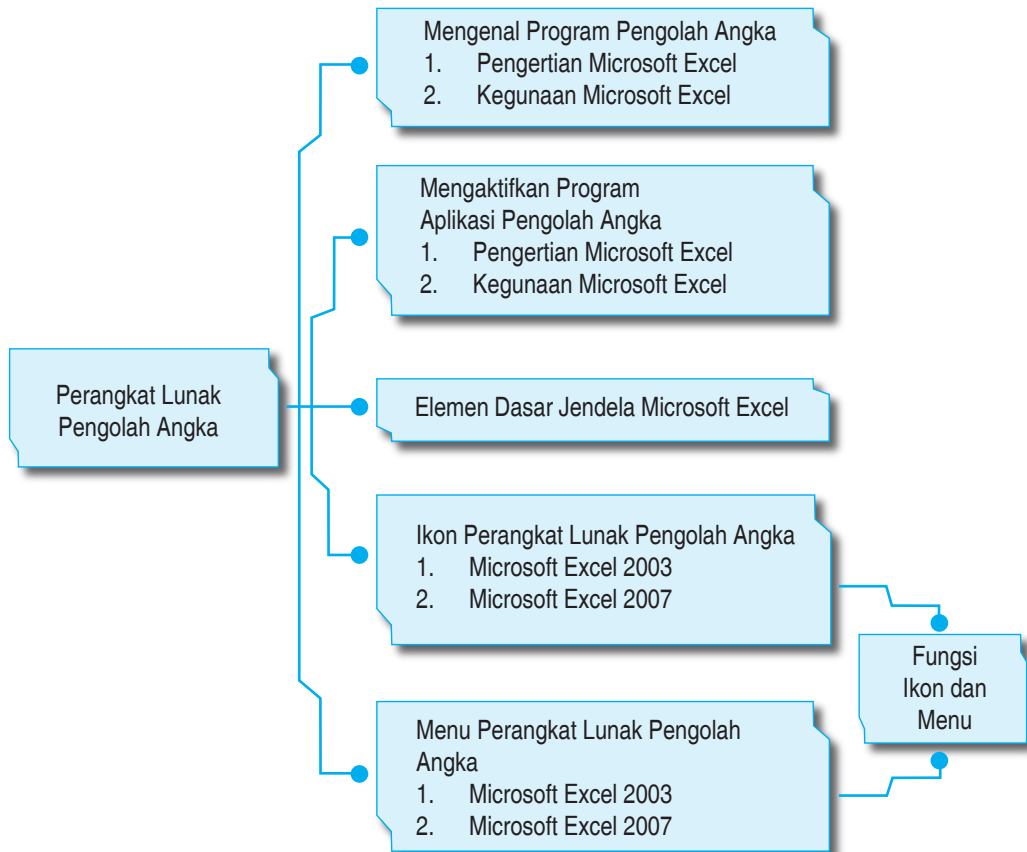 Mengenal Program Pengolah Angka
1. Pengertian Microsoft Excel
2. Kegunaan Microsoft Excel
Mengaktifkan Program
Aplikasi Pengolah Angka
1. Pengertian Microsoft Excel
2. Kegunaan Microsoft Excel
Perangkat Lunak
Pengolah Angka
Elemen Dasar Jendela Microsoft Excel
Ikon Perangkat Lunak Pengolah Angka
1. Microsoft Excel 2003
2. Microsoft Excel 2007
Fungsi
Ikon dan
Menu
Menu Perangkat Lunak Pengolah
Angka
1. Microsoft Excel 2003
2. Microsoft Excel 2007